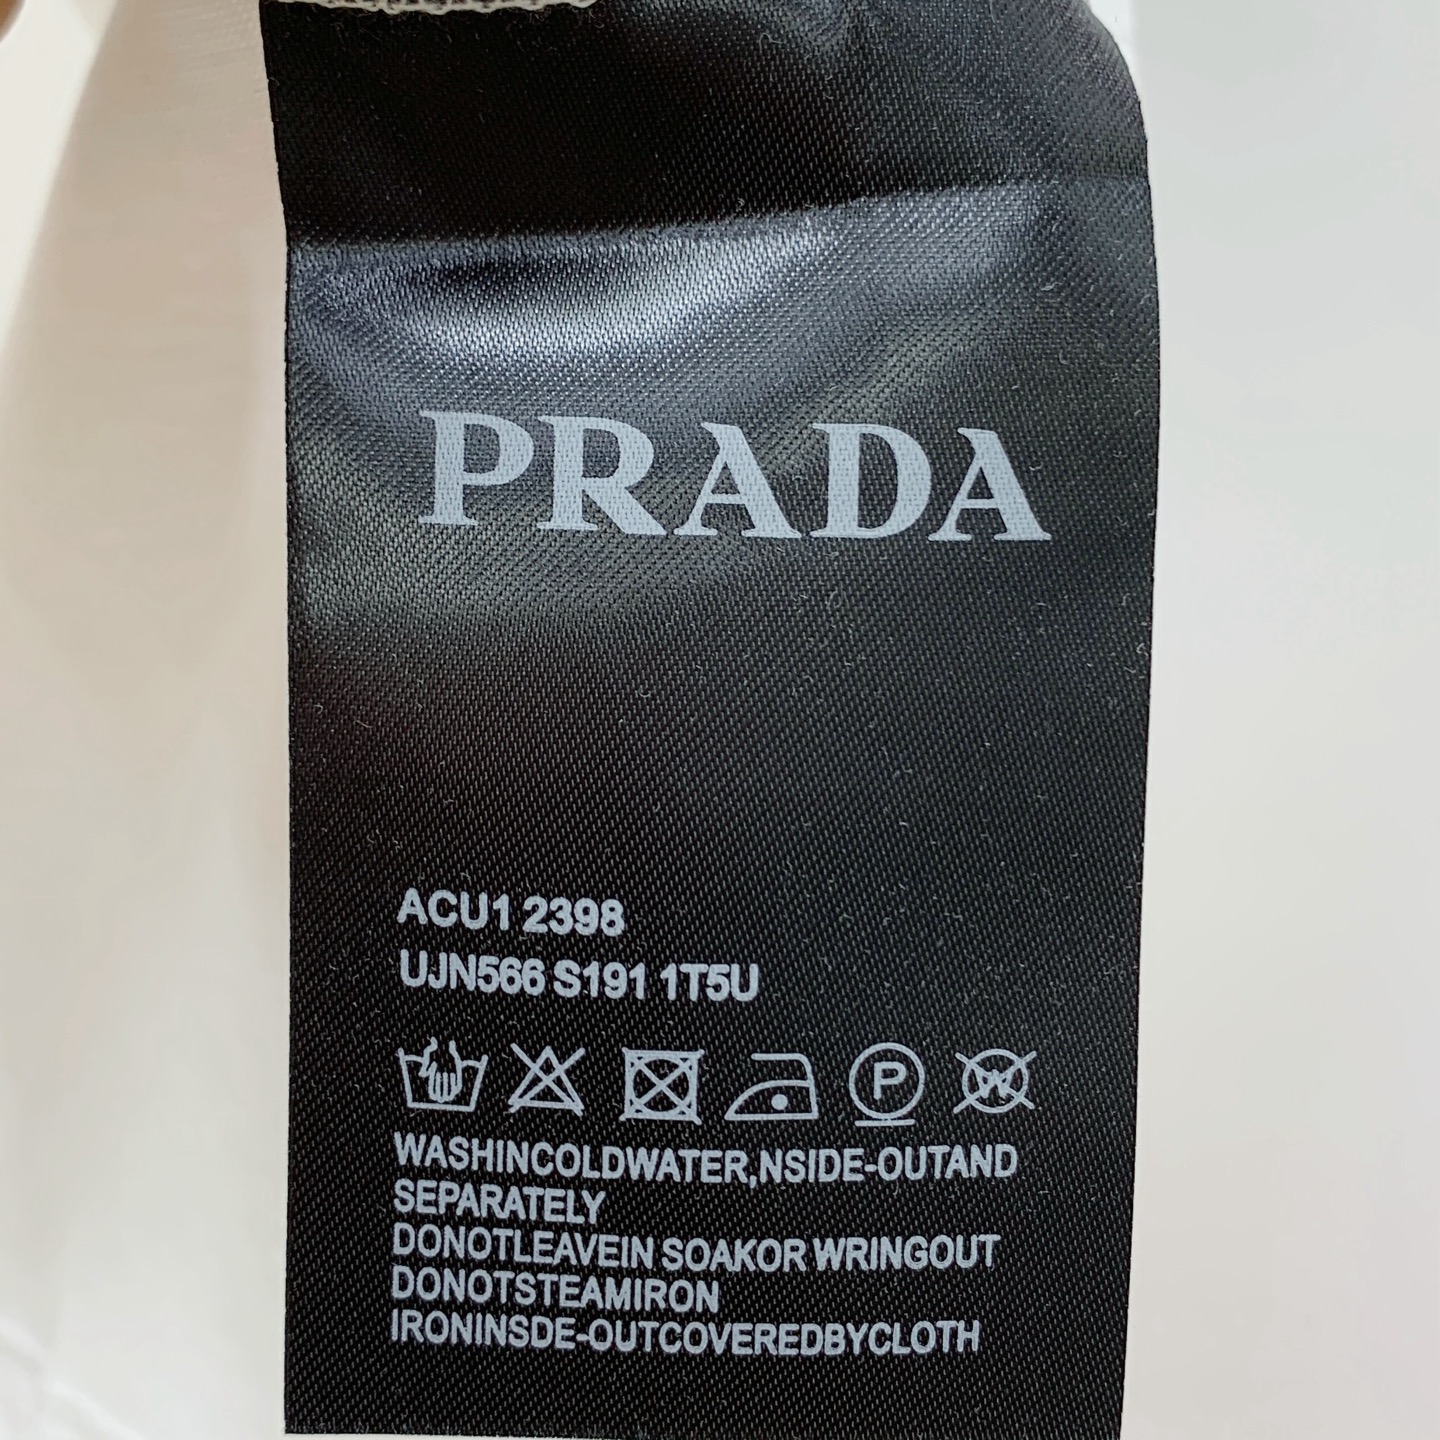 PRADA
ACU1 2398
UJN566 S191 1T5U
P W
WASHINCOLDWATER,NSIDE-OUTAND
SEPARATELY
DONOTLEAVEIN SOAKOR WRINGOUT
DONOTSTEAMIRON
IRONINSDE-OUTCOVEREDBYCLOTH